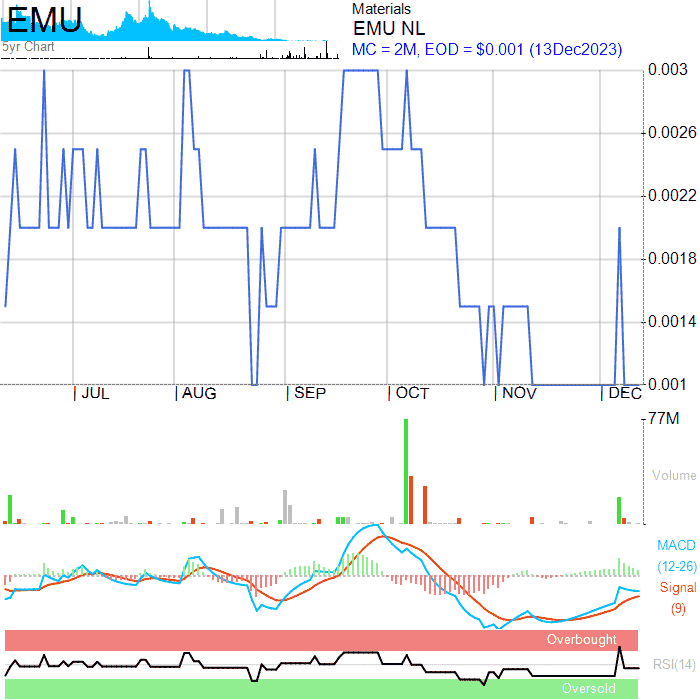 EMU
5yr Chart
Materials
EMU NL
MC = 2M, EOD = $0.001 (13Dec2023)
0.003
0.0026
0.0022
0.0018
0.0014
0.001
JUL AUG SEP OCT NOV DEC
77M
Volume
MACD
(12-26)
Signal
(9)
Overbought
RSI(14)
Oversold